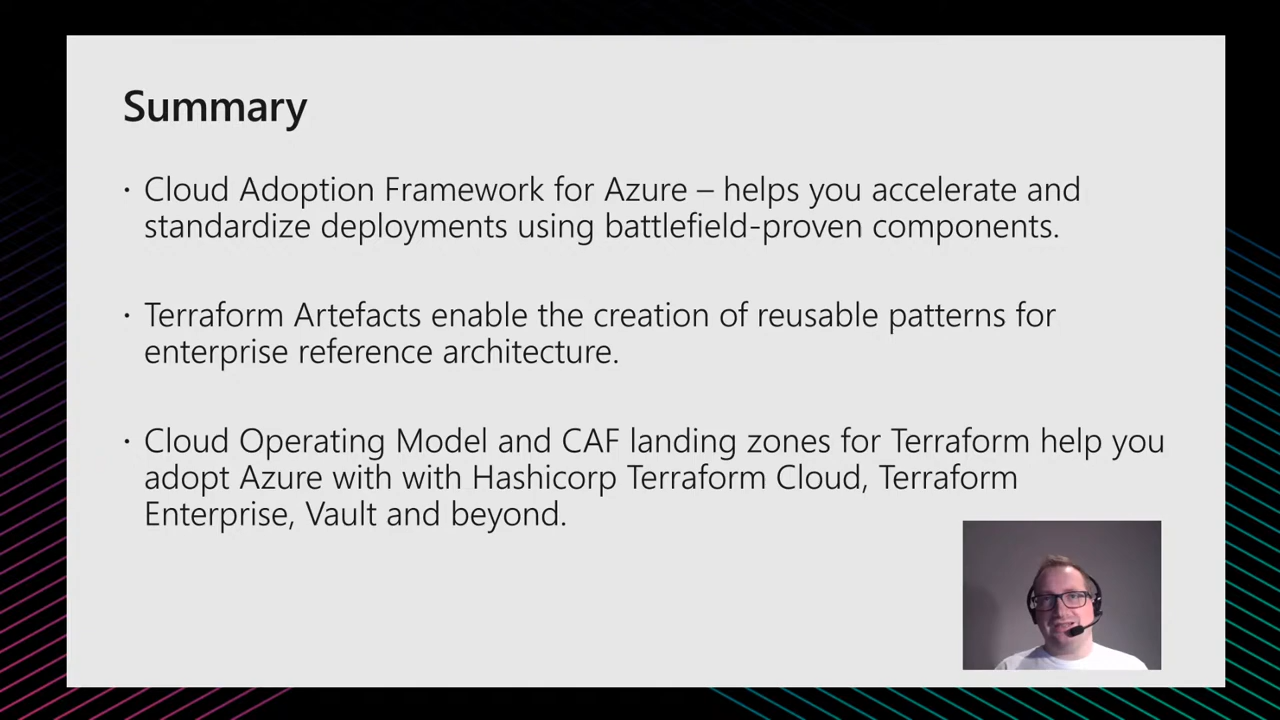 Summary
· Cloud Adoption Framework for Azure – helps you accelerate and
standardize deployments using battlefield-proven components.
· Terraform Artefacts enable the creation of reusable patterns for
enterprise reference architecture.
· Cloud Operating Model and CAF landing zones for Terraform help you
adopt Azure with with Hashicorp Terraform Cloud, Terraform
Enterprise, Vault and beyond.